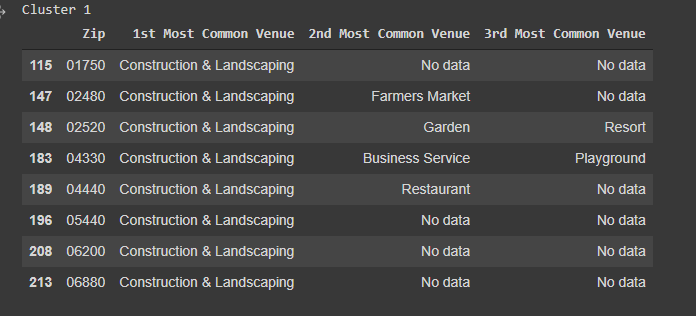 Cluster 1
Zip 1st Most Common Venue 2nd Most Common Venue 3rd Most Common Venue
115 01750 Construction & Landscaping No data No data
147 02480 Construction & Landscaping Farmers Market No data
148 02520 Construction & Landscaping Garden Resort
183 04330 Construction & Landscaping Business Service Playground
189 04440 Construction & Landscaping Restaurant No data
196 05440 Construction & Landscaping No data No data
208 06200 Construction & Landscaping No data No data
213 06880 Construction & Landscaping No data No data